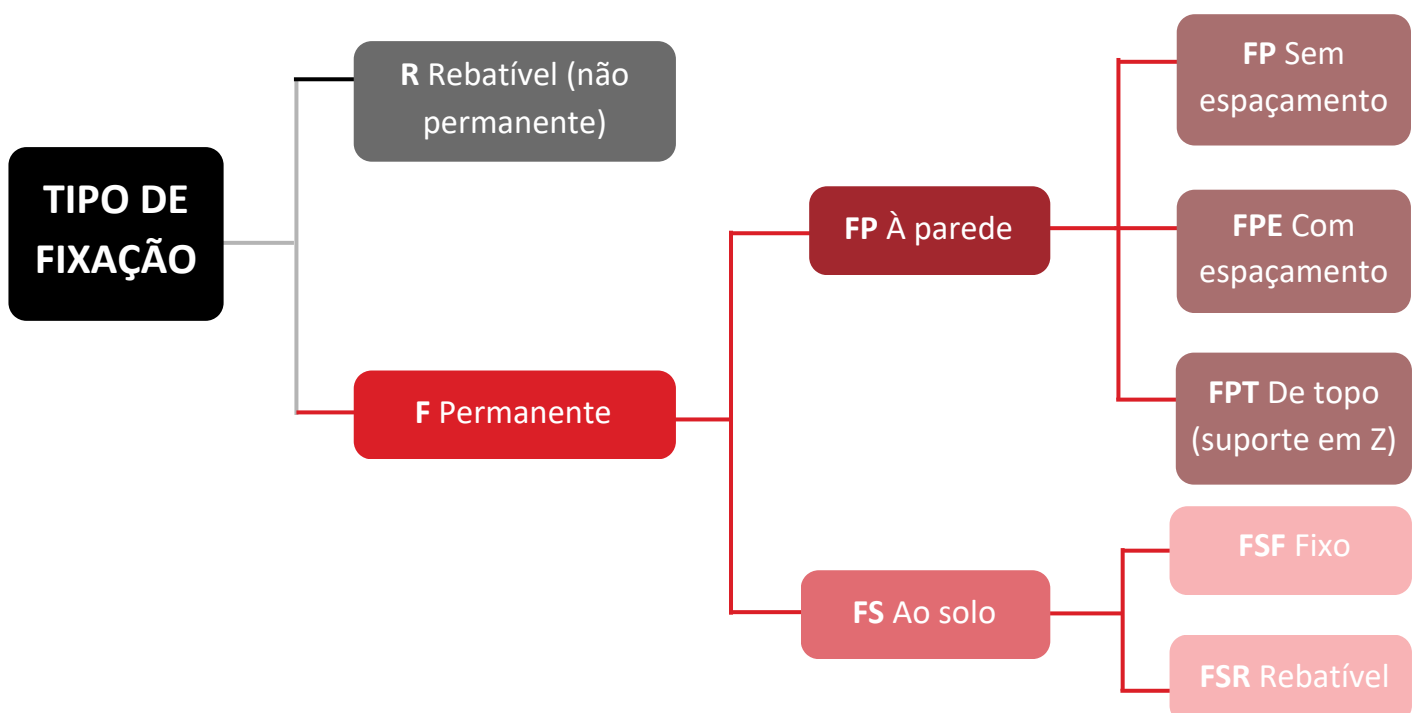 TIPO DE
FIXAÇÃO
R Rebatível (não
permanente)
F Permanente
FP À parede
FS Ao solo
FP Sem
espaçamento
FPE Com
espaçamento
FPT De topo
(suporte em Z)
FSF Fixo
FSR Rebatível